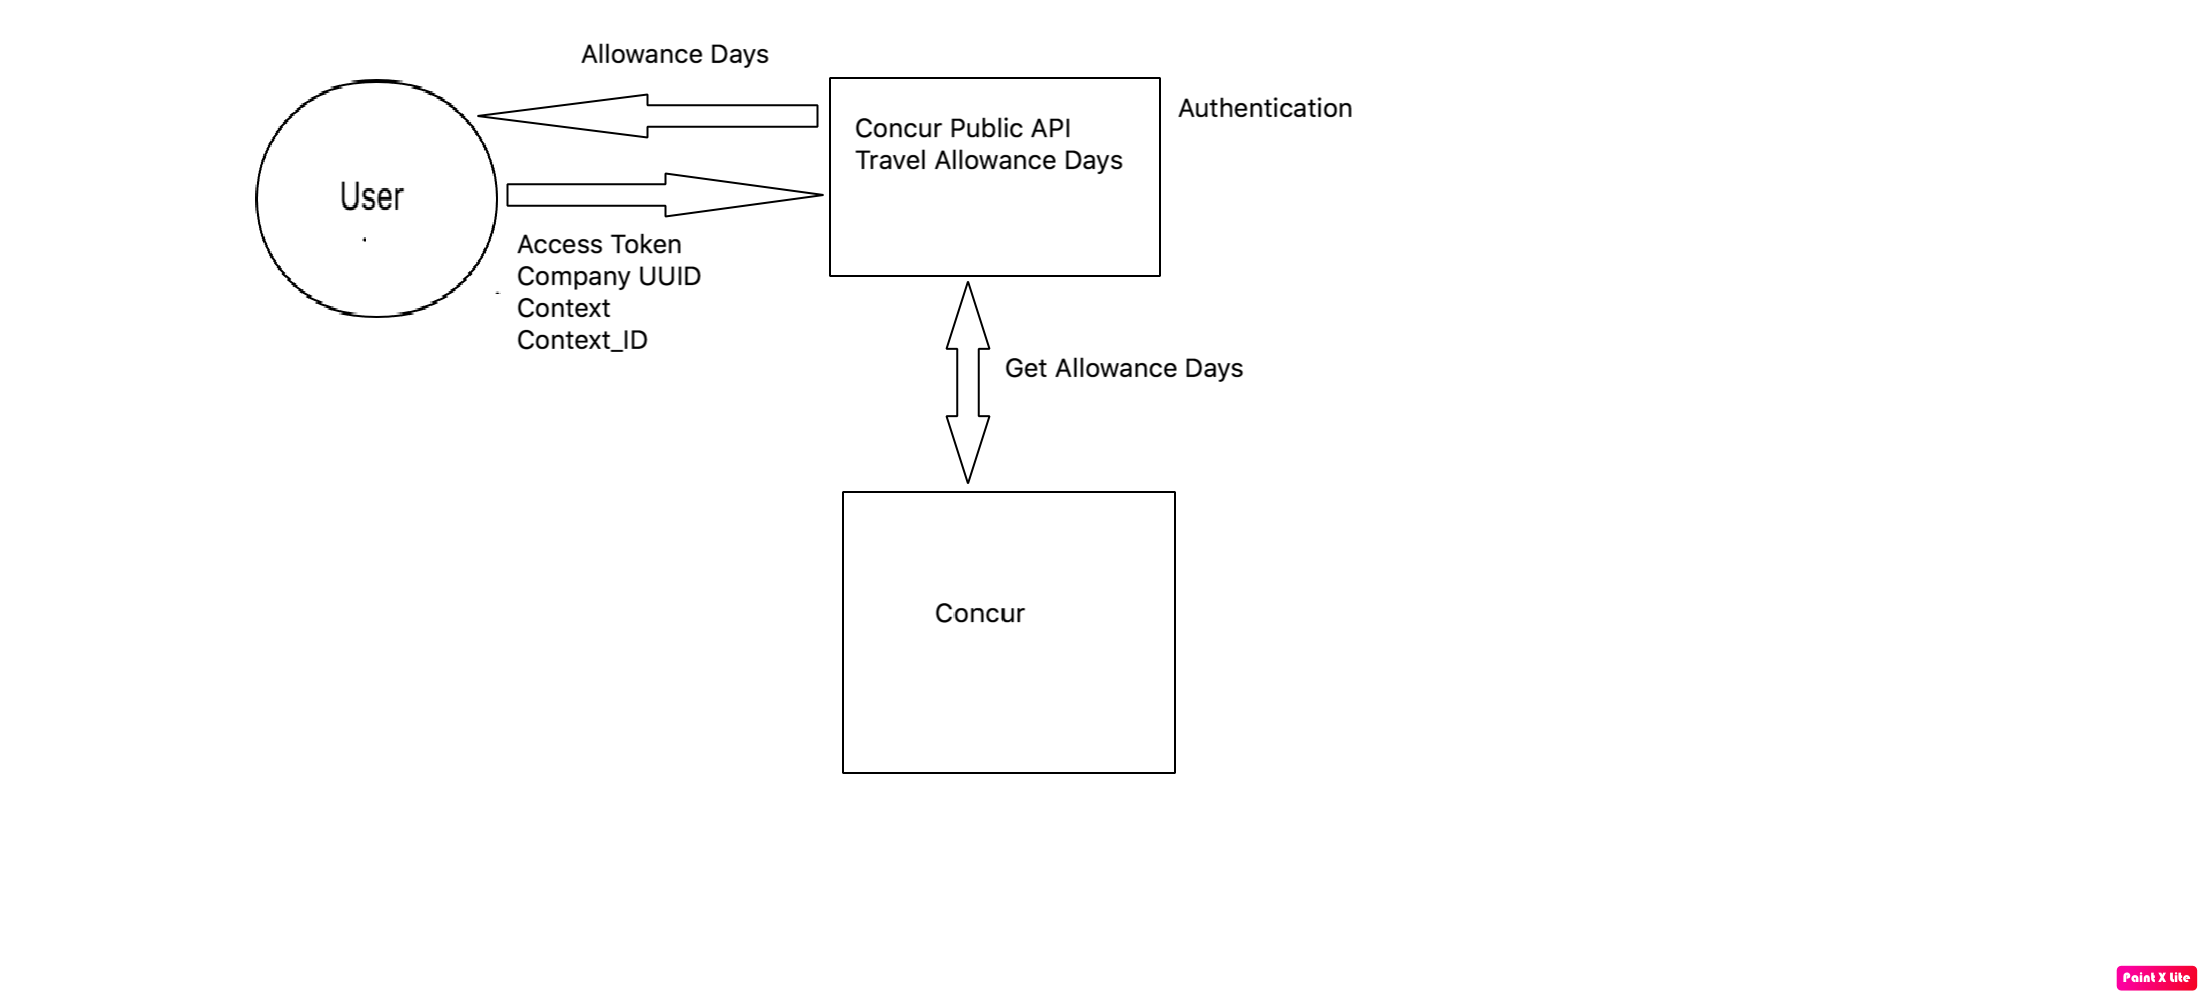 Allowance Days
Concur Public API
Travel Allowance Days
Authentication
User
Access Token
Company UUID
Context
Context_ID
Get Allowance Days
Concur
Paint X Lite